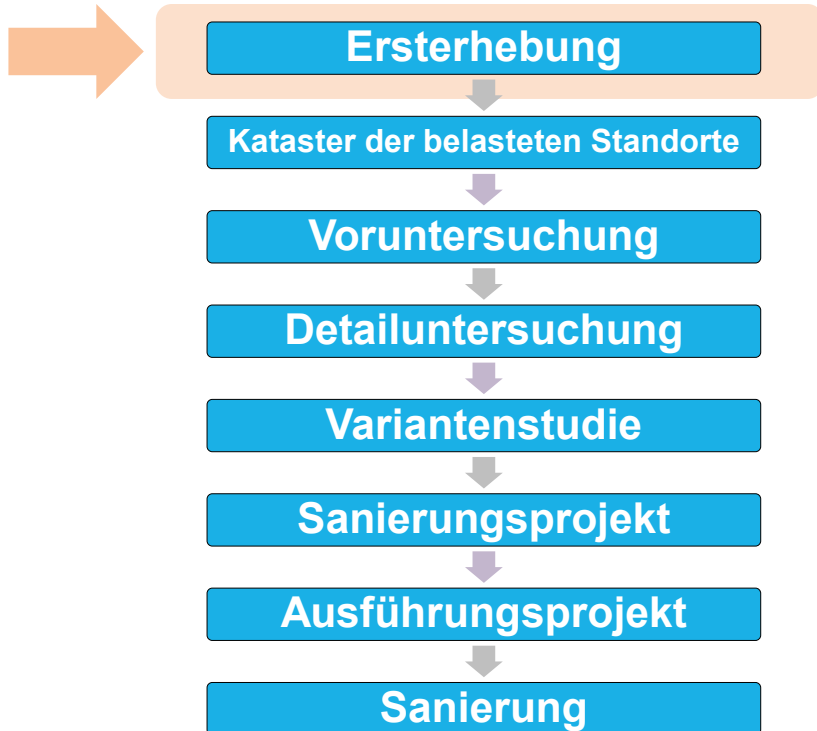 Ersterhebung
Kataster der belasteten Standorte
Voruntersuchung
Detailuntersuchung
Variantenstudie
Sanierungsprojekt
Ausführungsprojekt
Sanierung